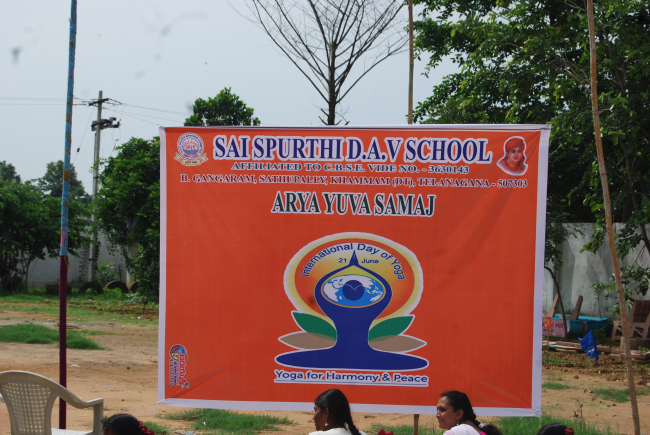 SAI SPURTHI D.A.V SCHOOL
AFFILIATED TO C.B.S.E. VIDE NO. - 3630143
B. GANGARAM, SATHUPALLY, KHAMMAM (DT), TELANAGANA - 507303
ARYA YUVA SAMAJ
International Day of Yoga
21 June
Yoga for Harmony & Peace